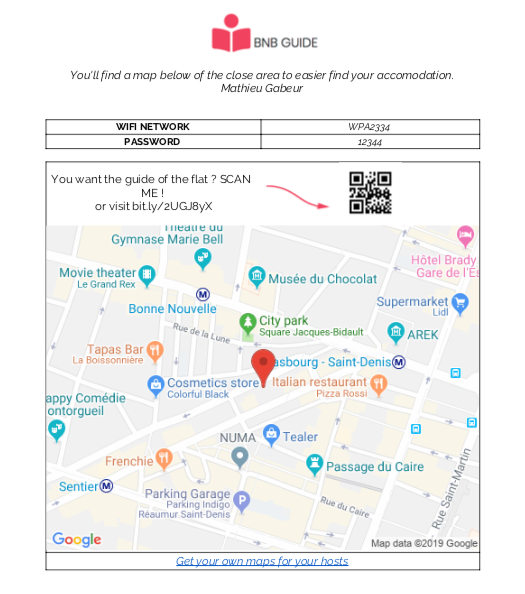 BNB GUIDE
You'll find a map below of the close area to easier find your accomodation.
Mathieu Gabeur
WIFI NETWORK WPA2334
PASSWORD 12344
You want the guide of the flat ? SCAN
ME !
or visit bit.ly/2UGJ8yX
Théâtre du
Gymnase Marie Bell
Hôtel Brady
Gare de l'Es
Movie theater
Le Grand Rex
Musée du Chocolat
Bonne Nouvelle
Supermarket
Lidl
City park
Square Jacques-Bidault
Rue de la Lune
AREK
Tapas Bar
La Boissonnière
asbourg - Saint-Denis
Cosmetics store
Colorful Black
Italian restaurant
Pizza Rossi
appy Comédie
ontorgueil
NUMA
Tealer
Frenchie
Passage du Caire
Sentier
Parking Garage
Parking Indigo
Réaumur Saint-Denis
Rue du Caire
Rue Saint-Martin
Google
Map data ©2019 Google
Get your own maps for your hosts